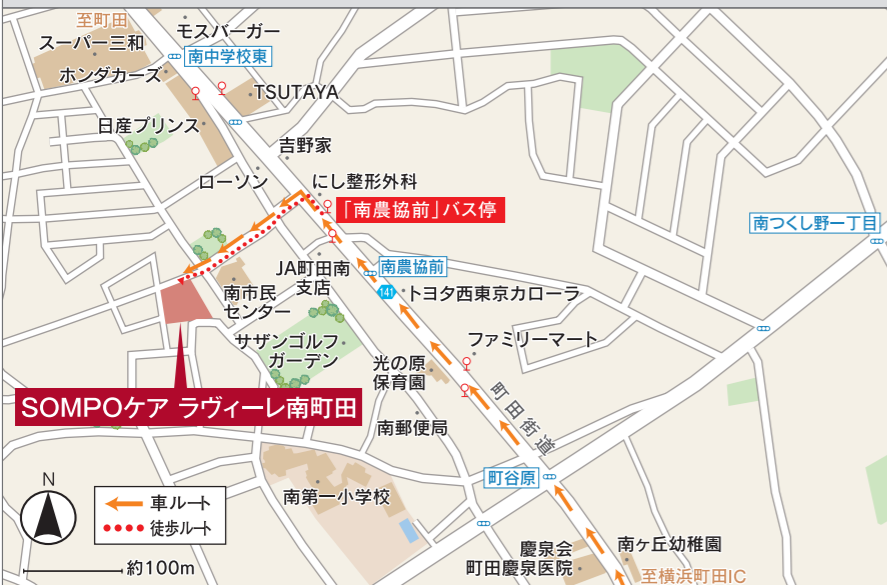 至町田
モスバーガー
スーパー三和
南中学校東
ホンダカーズ
TSUTAYA
日産プリンス
吉野家
ローソン
にし整形外科
「南農協前」バス停
南つくし野一丁目
JA町田南
支店
南農協前
南市民
センター
141
トヨタ西東京カローラ
サザンゴルフ
ガーデン
ファミリーマート
光の原
保育園
町田街道
SOMPOケア ラヴィーレ南町田
南郵便局
町谷原
N
南第一小学校
車ルート
徒歩ルート
約100m
慶泉会
町田慶泉医院
南ヶ丘幼稚園
至横浜町田IC